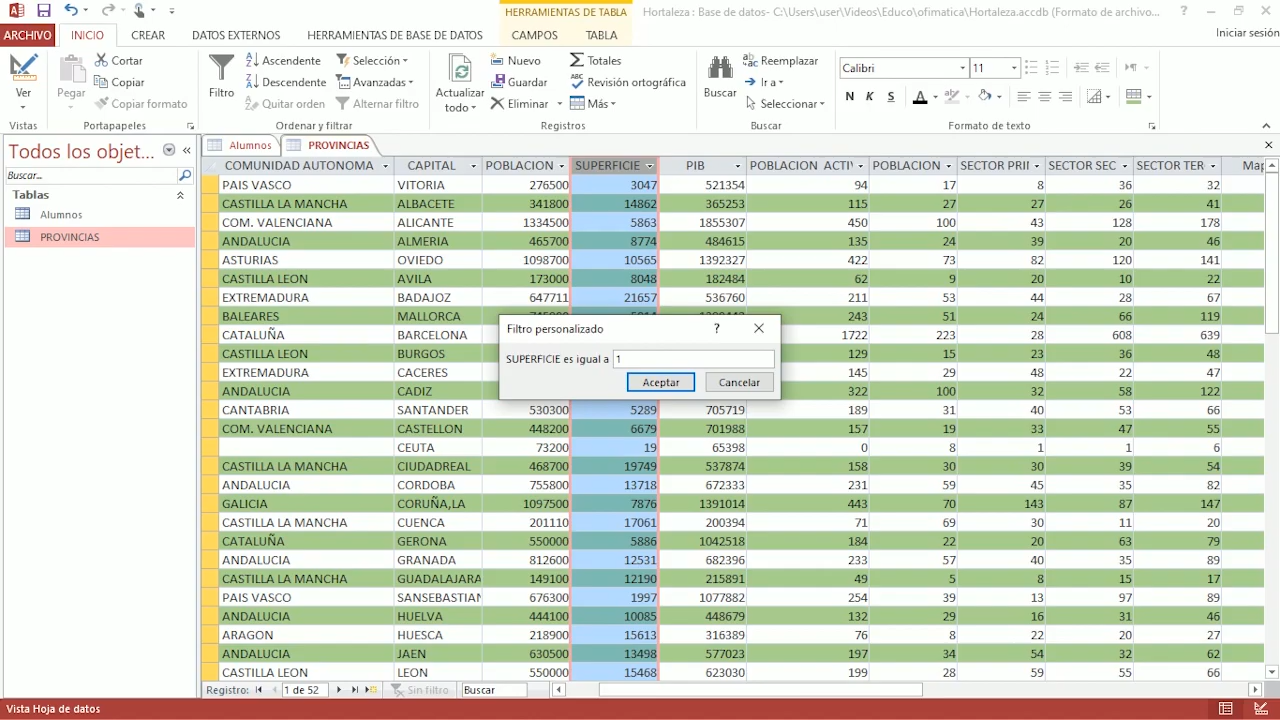 HERRAMIENTAS DE TABLA
Hortaleza : Base de datos- C:\Users\user\Videos\Educo\ofimatica\Hortaleza.accdb (Formato de archivo...
ARCHIVO INICIO CREAR DATOS EXTERNOS HERRAMIENTAS DE BASE DE DATOS CAMPOS TABLA Iniciar sesión
Ver
Pegar
Cortar
Copiar
Copiar formato
Filtro
Ascendente
Descendente
Quitar orden
Selección
Avanzadas
Alternar filtro
Actualizar
todo
Nuevo
Guardar
Eliminar
Totales
Revisión ortográfica
Más
Buscar
Reemplazar
Ir a
Seleccionar
Calibri 11
N K S A
Vistas Portapapeles Ordenar y filtrar Registros Buscar Formato de texto
Todos los objet...
Buscar...
Tablas
Alumnos
PROVINCIAS
Alumnos PROVINCIAS
COMUNIDAD AUTONOMA CAPITAL POBLACION SUPERFICIE PIB POBLACION ACTIV POBLACION SECTOR PRIN SECTOR SEC SECTOR TER Map
PAIS VASCO VITORIA 276500 3047 521354 94 17 8 36 32
CASTILLA LA MANCHA ALBACETE 341800 14862 365253 115 27 27 26 41
COM. VALENCIANA ALICANTE 1334500 5863 1855307 450 100 43 128 178
ANDALUCIA ALMERIA 465700 8774 484615 135 24 39 20 46
ASTURIAS OVIEDO 1098700 10565 1392327 422 73 82 120 141
CASTILLA LEON AVILA 173000 8048 182484 62 9 20 10 22
EXTREMADURA BADAJOZ 647711 21657 536760 211 53 44 28 67
BALEARES MALLORCA 243 51 24 66 119
CATALUÑA BARCELONA 1722 223 28 608 639
CASTILLA LEON BURGOS 129 15 23 36 48
EXTREMADURA CACERES 145 29 48 22 47
ANDALUCIA CADIZ 322 100 32 58 122
CANTABRIA SANTANDER 530300 5289 705719 189 31 40 53 66
COM. VALENCIANA CASTELLON 448200 6679 701988 157 19 33 47 55
CEUTA 73200 19 65398 0 8 1 1 6
CASTILLA LA MANCHA CIUDADREAL 468700 19749 537874 158 30 30 39 54
ANDALUCIA CORDOBA 755800 13718 672333 231 59 45 35 82
GALICIA CORUÑA,LA 1097500 7876 1391014 443 70 143 87 147
CASTILLA LA MANCHA CUENCA 201110 17061 200394 71 69 30 11 20
CATALUÑA GERONA 550000 5886 1042518 184 22 20 63 79
ANDALUCIA GRANADA 812600 12531 682396 233 57 40 35 89
CASTILLA LA MANCHA GUADALAJARA 149100 12190 215891 49 5 8 15 17
PAIS VASCO SANSEBASTIAN 676300 1997 1077882 254 39 13 97 89
ANDALUCIA HUELVA 444100 10085 448679 132 29 16 31 46
ARAGON HUESCA 218900 15613 316389 76 8 22 20 27
ANDALUCIA JAEN 630500 13498 577023 197 34 54 32 62
CASTILLA LEON LEON 550000 15468 623030 199 28 59 55 66
Filtro personalizado ?
SUPERFICIE es igual a 1
Aceptar Cancelar
Registro: 1 de 52 Sin filtro Buscar
Vista Hoja de datos